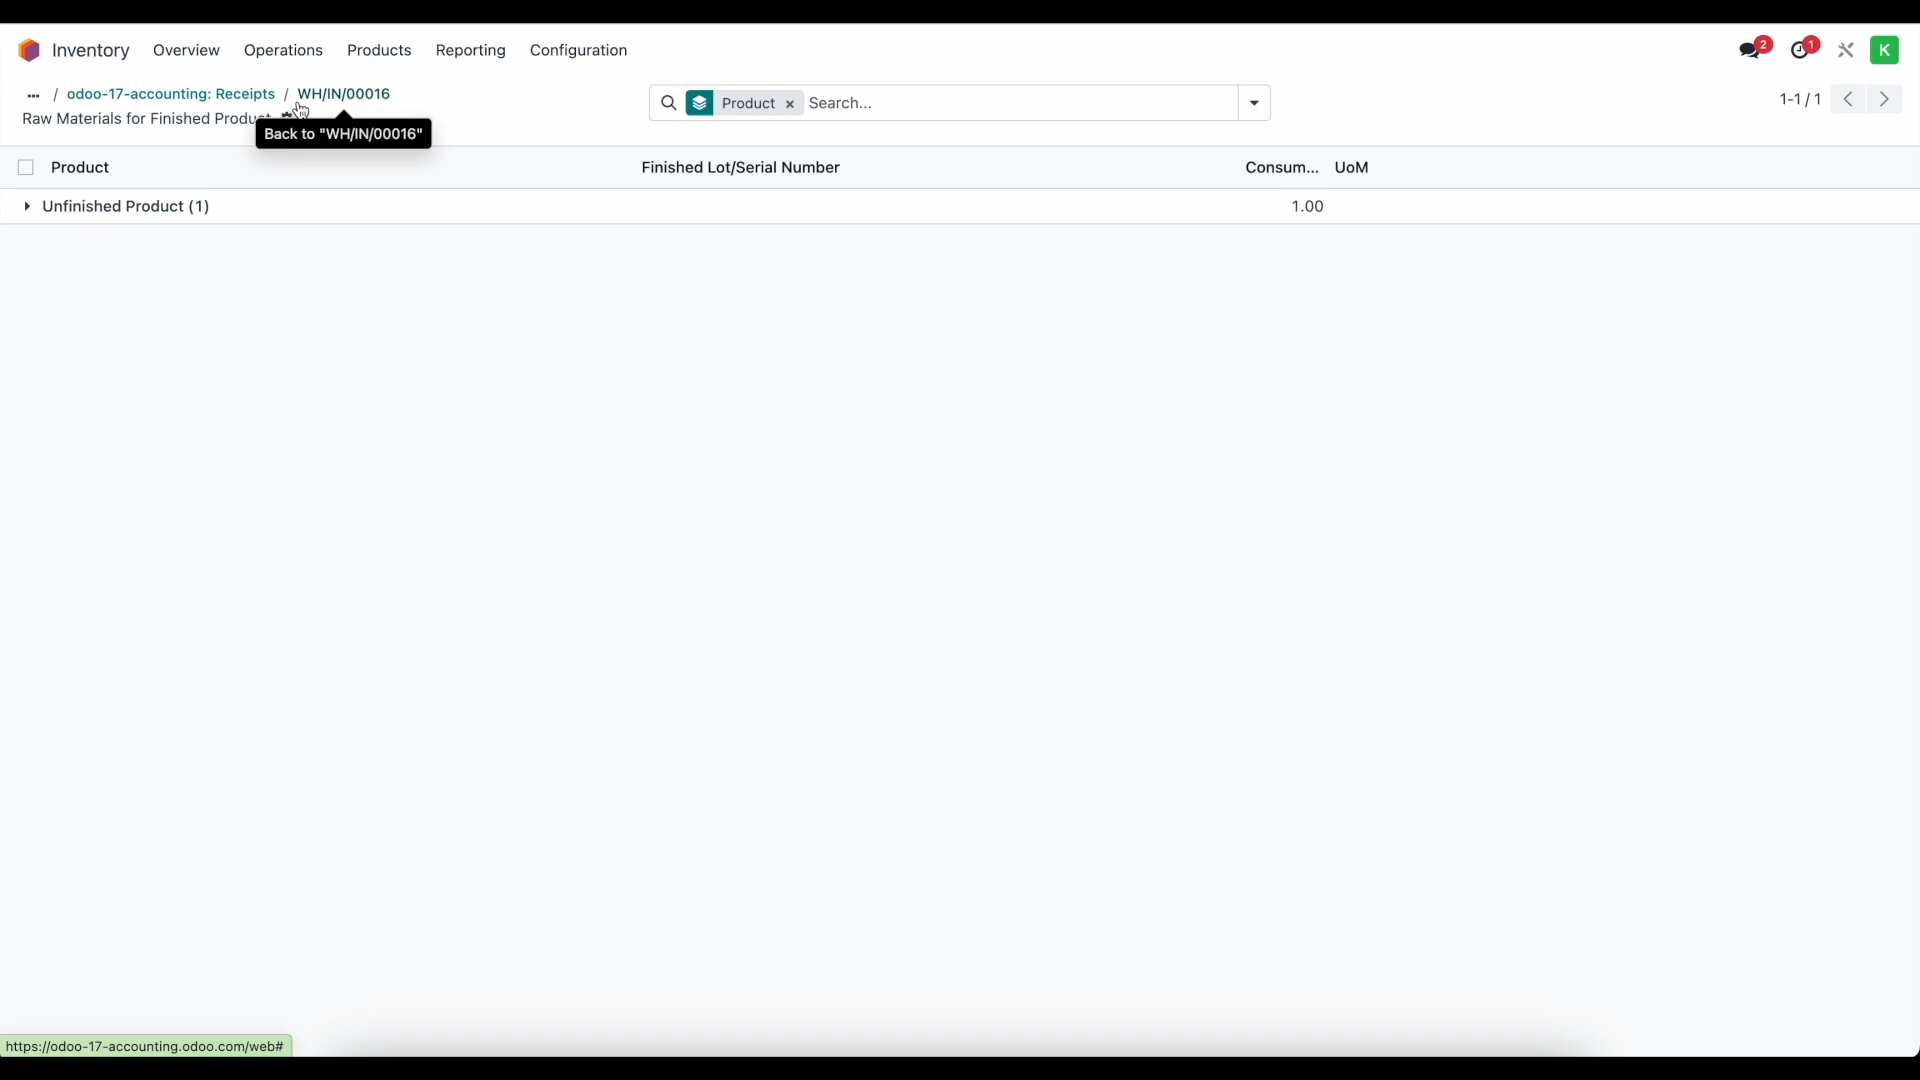 Inventory Overview Operations Products Reporting Configuration 2 1 K
... / odoo-17-accounting: Receipts / WH/IN/00016
Raw Materials for Finished Product
Product × Search...
1-1 / 1
Back to "WH/IN/00016"
Product Finished Lot/Serial Number Consum... UoM
Unfinished Product (1) 1.00
https://odoo-17-accounting.odoo.com/web#